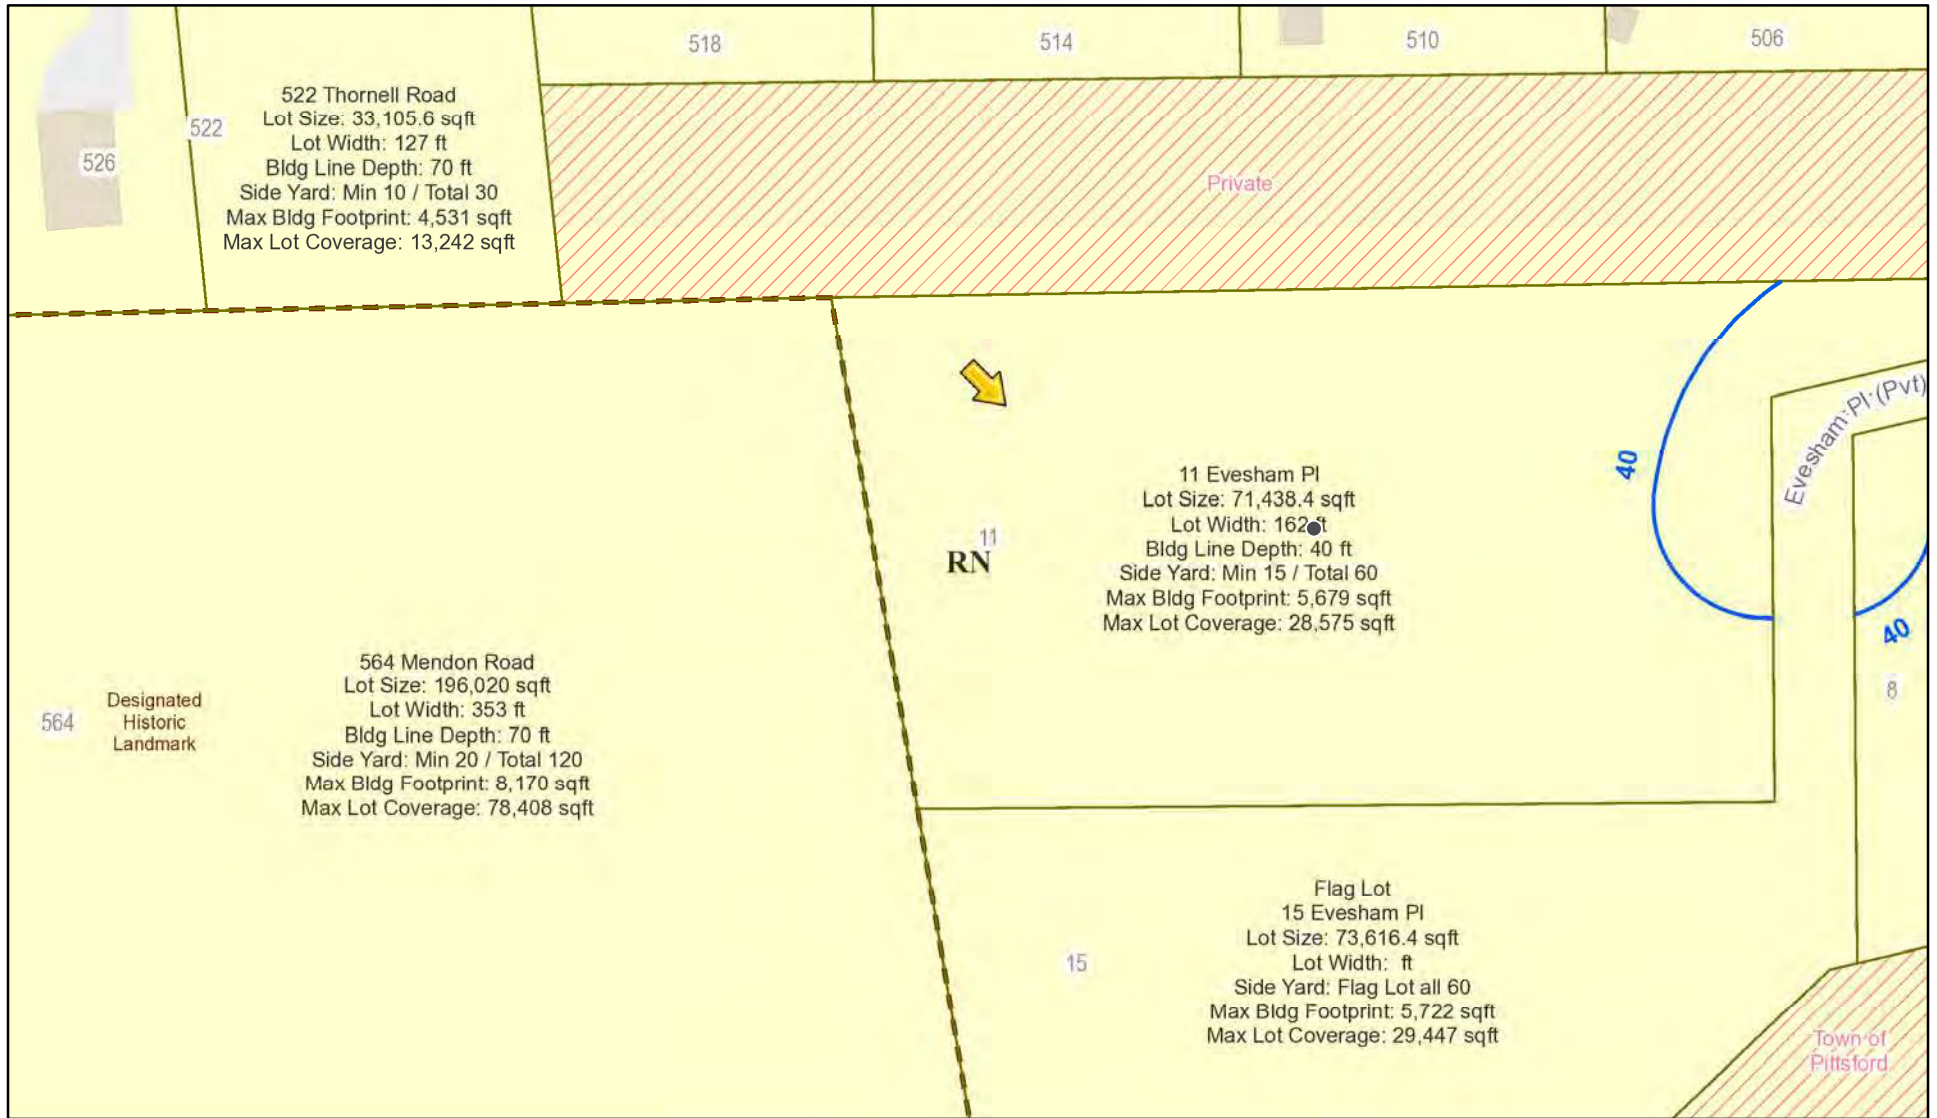 518
514
510
506
522 Thornell Road
Lot Size: 33,105.6 sqft
Lot Width: 127 ft
Bldg Line Depth: 70 ft
Side Yard: Min 10 / Total 30
Max Bldg Footprint: 4,531 sqft
Max Lot Coverage: 13,242 sqft
522
526
Private
40
Evesham Pl (Pvt)
11 Evesham Pl
Lot Size: 71,438.4 sqft
Lot Width: 162 ft
Bldg Line Depth: 40 ft
Side Yard: Min 15 / Total 60
Max Bldg Footprint: 5,679 sqft
Max Lot Coverage: 28,575 sqft
11
RN
40
8
564 Mendon Road
Lot Size: 196,020 sqft
Lot Width: 353 ft
Bldg Line Depth: 70 ft
Side Yard: Min 20 / Total 120
Max Bldg Footprint: 8,170 sqft
Max Lot Coverage: 78,408 sqft
564
Designated
Historic
Landmark
Flag Lot
15 Evesham Pl
Lot Size: 73,616.4 sqft
Lot Width: ft
Side Yard: Flag Lot all 60
Max Bldg Footprint: 5,722 sqft
Max Lot Coverage: 29,447 sqft
15
Town of
Pittsford